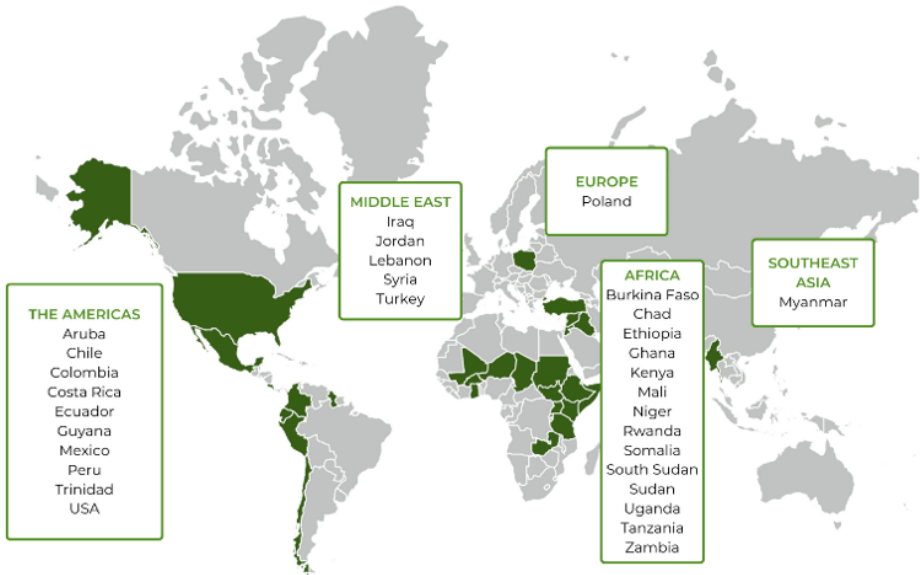 THE AMERICAS
Aruba
Chile
Colombia
Costa Rica
Ecuador
Guyana
Mexico
Peru
Trinidad
USA
MIDDLE EAST
Iraq
Jordan
Lebanon
Syria
Turkey
EUROPE
Poland
AFRICA
Burkina Faso
Chad
Ethiopia
Ghana
Kenya
Mali
Niger
Rwanda
Somalia
South Sudan
Sudan
Uganda
Tanzania
Zambia
SOUTHEAST
ASIA
Myanmar